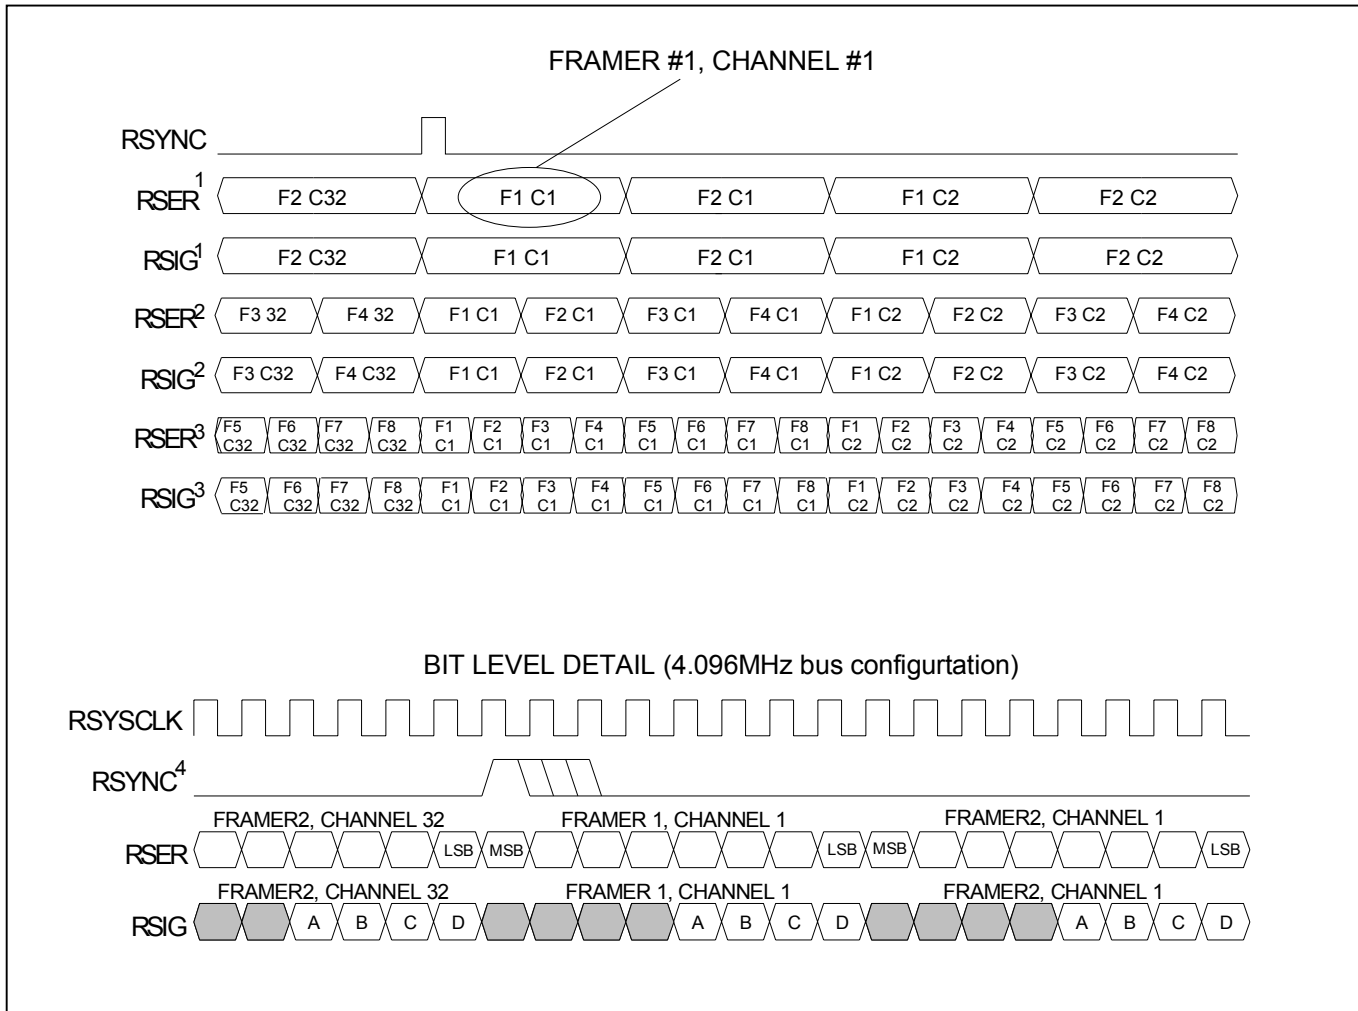 FRAMER #1, CHANNEL #1
RSYNC
RSER1 F2 C32 F1 C1 F2 C1 F1 C2 F2 C2
RSIG1 F2 C32 F1 C1 F2 C1 F1 C2 F2 C2
RSER2 F3 32 F4 32 F1 C1 F2 C1 F3 C1 F4 C1 F1 C2 F2 C2 F3 C2 F4 C2
RSIG2 F3 C32 F4 C32 F1 C1 F2 C1 F3 C1 F4 C1 F1 C2 F2 C2 F3 C2 F4 C2
RSER3 F5 C32 F6 C32 F7 C32 F8 C32 F1 C1 F2 C1 F3 C1 F4 C1 F5 C1 F6 C1 F7 C1 F8 C1 F1 C2 F2 C2 F3 C2 F4 C2 F5 C2 F6 C2 F7 C2 F8 C2
RSIG3 F5 C32 F6 C32 F7 C32 F8 C32 F1 C1 F2 C1 F3 C1 F4 C1 F5 C1 F6 C1 F7 C1 F8 C1 F1 C2 F2 C2 F3 C2 F4 C2 F5 C2 F6 C2 F7 C2 F8 C2
BIT LEVEL DETAIL (4.096MHz bus configurtation)
RSYSCLK
RSYNC4
FRAMER2, CHANNEL 32 FRAMER 1, CHANNEL 1 FRAMER2, CHANNEL 1
RSER LSB MSB LSB MSB LSB
FRAMER2, CHANNEL 32 FRAMER 1, CHANNEL 1 FRAMER2, CHANNEL 1
RSIG A B C D A B C D A B C D